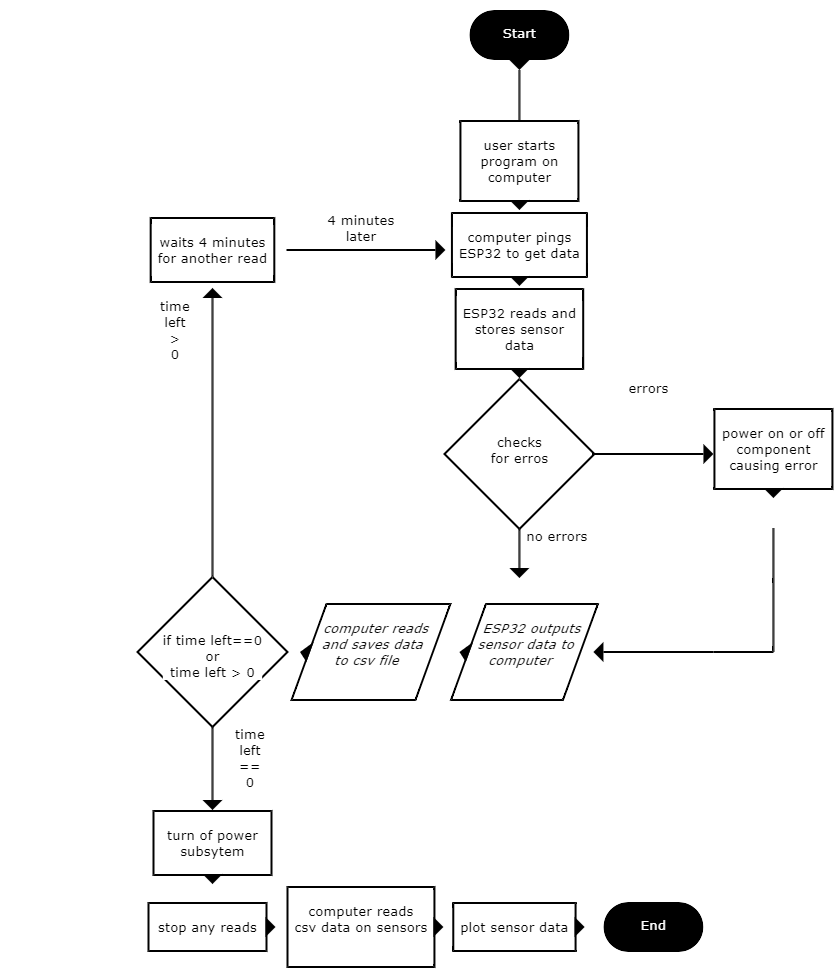 Start
user starts
program on
computer
computer pings
ESP32 to get data
4 minutes
later
waits 4 minutes
for another read
ESP32 reads and
stores sensor
data
time
left
>
0
checks
for erros
errors
power on or off
component
causing error
no errors
ESP32 outputs
sensor data to
computer
computer reads
and saves data
to csv file
if time left==0
or
time left > 0
time
left
==
0
turn of power
subsytem
stop any reads
computer reads
csv data on sensors
plot sensor data
End